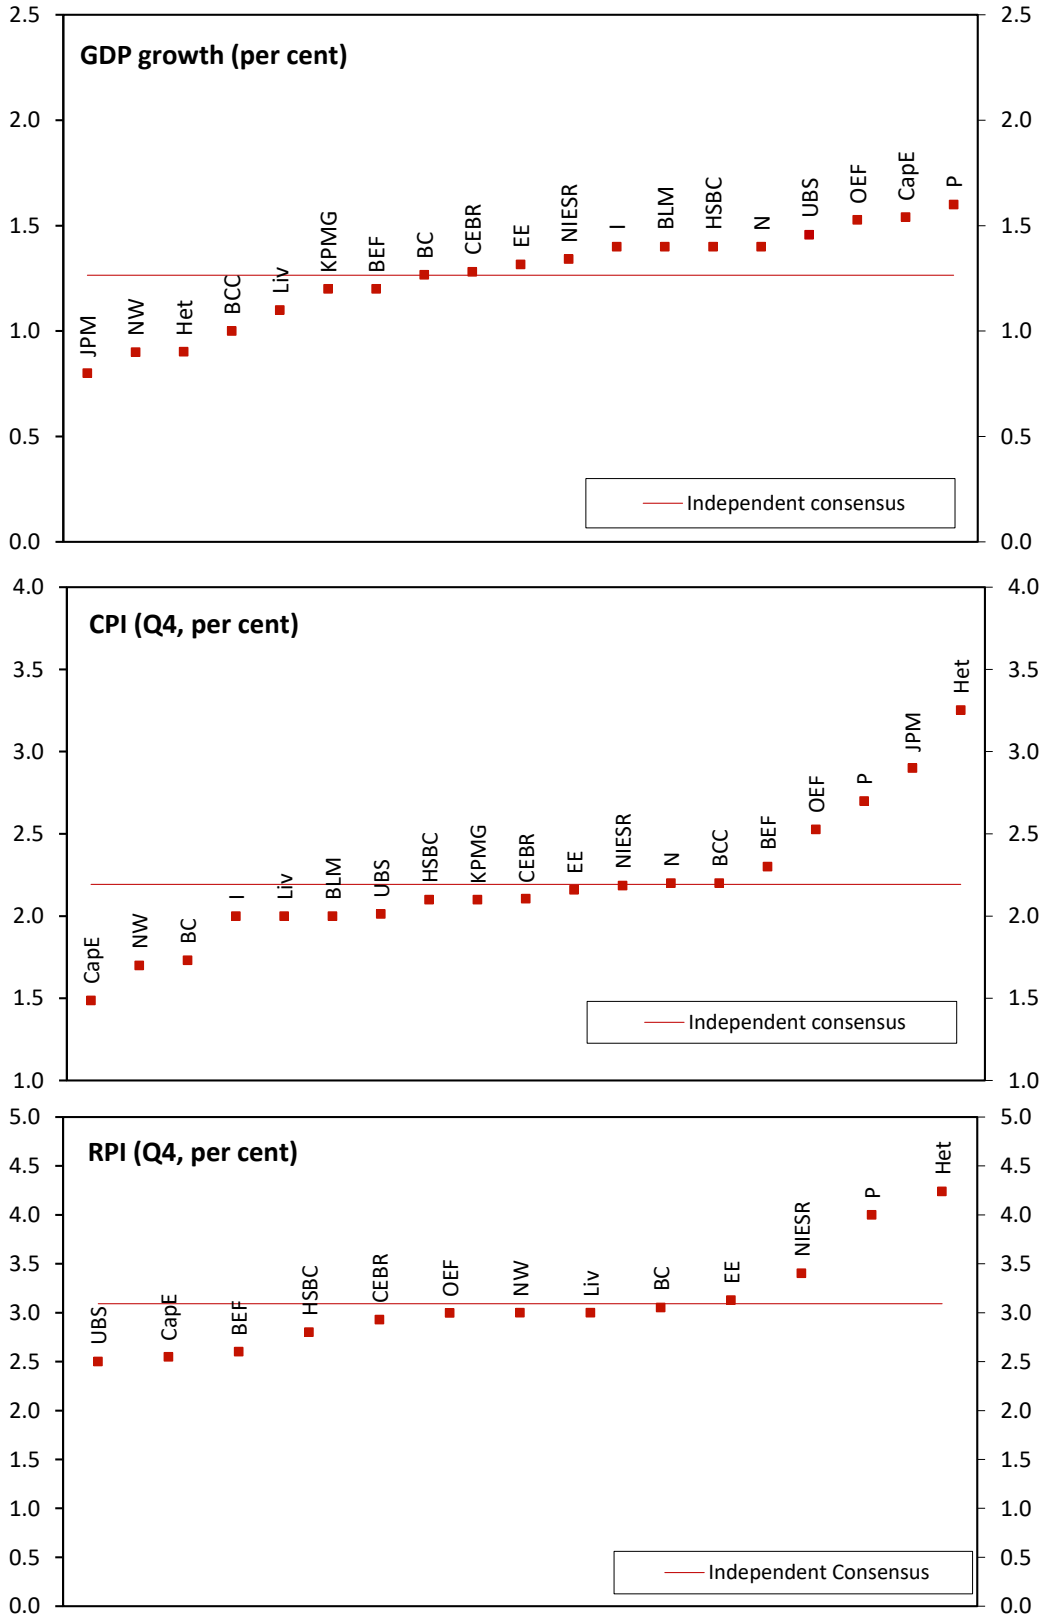 GDP growth (per cent)
2.5 2.5
2.0 2.0
1.5 1.5
1.0 1.0
0.5 0.5
0.0 0.0
JPM NW Het BCC Liv KPMG BEF BC CEBR EE NIESR I BLM HSBC N UBS OEF CapE P
Independent consensus
CPI (Q4, per cent)
4.0 4.0
3.5 3.5
3.0 3.0
2.5 2.5
2.0 2.0
1.5 1.5
1.0 1.0
CapE NW BC I Liv BLM UBS HSBC KPMG CEBR EE NIESR N BCC BEF OEF P JPM Het
Independent consensus
RPI (Q4, per cent)
5.0 5.0
4.5 4.5
4.0 4.0
3.5 3.5
3.0 3.0
2.5 2.5
2.0 2.0
1.5 1.5
1.0 1.0
0.5 0.5
0.0 0.0
UBS CapE BEF HSBC CEBR OEF NW Liv BC EE NIESR P Het
Independent Consensus